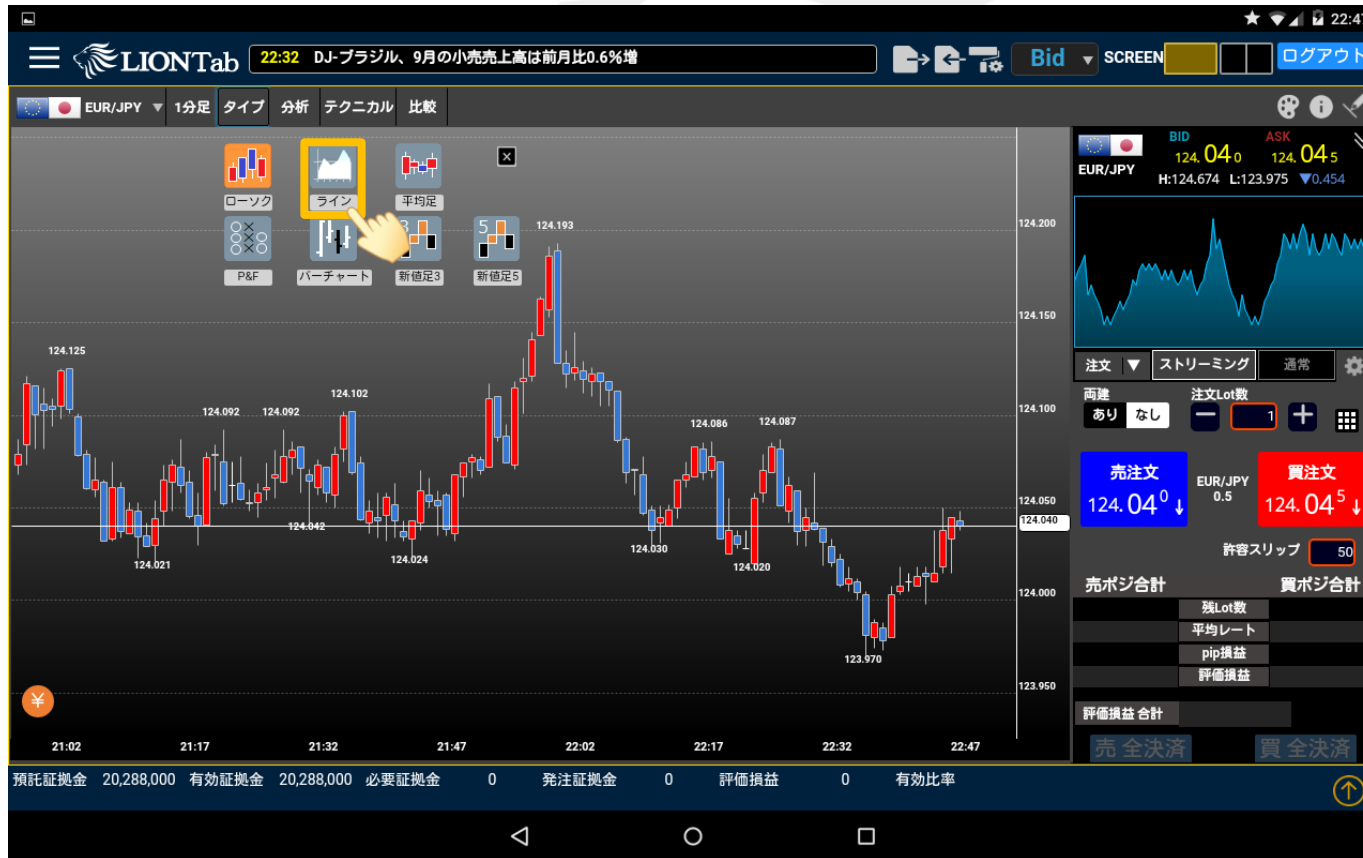 22:47
LIONTab 22:32 DJ-ブラジル、9月の小売売上高は前月比0.6%増 Bid ▼ SCREEN ログアウト
EUR/JPY ▼ 1分足 タイプ 分析 テクニカル 比較
ローソク ライン 平均足
3 5
P&F バーチャート 新値足3 新値足5
124.193
124.125
124.102
124.092 124.092
124.086 124.087
124.042
124.021
124.024
124.030
124.020
123.970
124.200
124.150
124.100
124.050
124.040
124.000
123.950
¥
21:02 21:17 21:32 21:47 22:02 22:17 22:32 22:47
BID ASK
124.040 124.045
EUR/JPY
H:124.674 L:123.975 ▼0.454
注文 ▼ ストリーミング 通常
両建 注文Lot数
あり なし － 1 ＋
売注文 買注文
EUR/JPY
0.5
124.040↓ 124.045↓
許容スリップ 50
売ポジ合計 買ポジ合計
残Lot数
平均レート
pip損益
評価損益
評価損益 合計
売 全決済 買 全決済
預託証拠金 20,288,000 有効証拠金 20,288,000 必要証拠金 0 発注証拠金 0 評価損益 0 有効比率